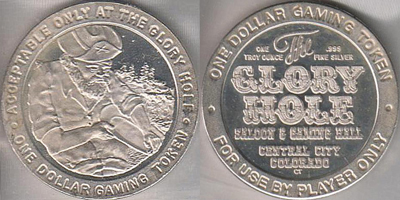 ACCEPTABLE ONLY AT THE GLORY HOLE
ONE DOLLAR GAMING TOKEN
ONE DOLLAR GAMING TOKEN
The
ONE
TROY OUNCE
.999
FINE SILVER
GLORY
HOLE
SALOON & GAMING HALL
CENTRAL CITY
COLORADO
CT
FOR USE BY PLAYER ONLY